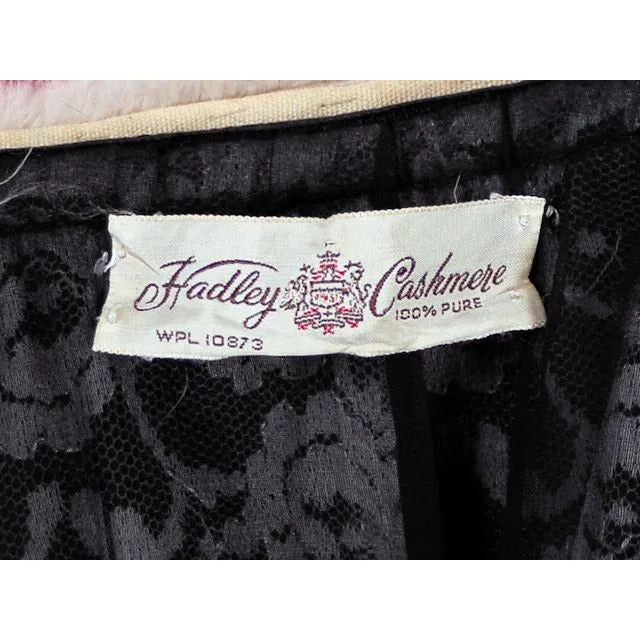 Hadley Cashmere
100% PURE
WPL 10873